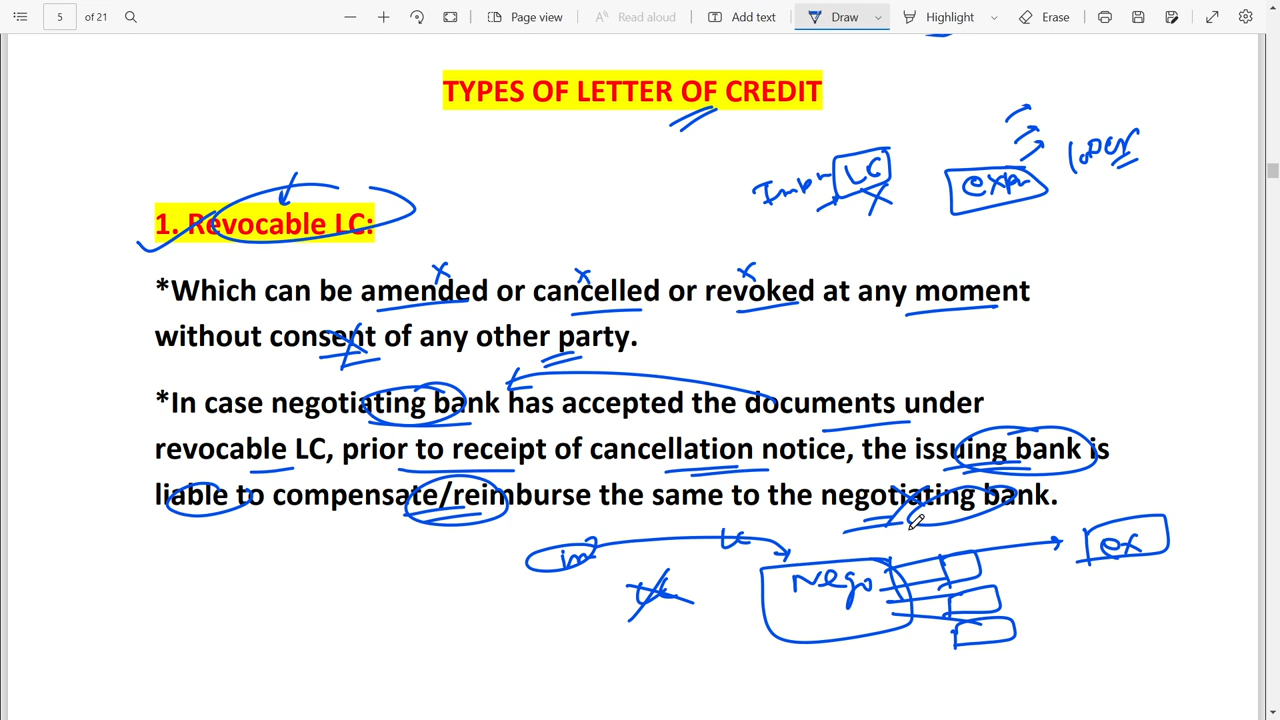 5 of 21 Page view Read aloud Add text Draw Highlight Erase
TYPES OF LETTER OF CREDIT
LC
expr
1. Revocable LC:
*Which can be amended or cancelled or revoked at any moment
without consent of any other party.
*In case negotiating bank has accepted the documents under
revocable LC, prior to receipt of cancellation notice, the issuing bank is
liable to compensate/reimburse the same to the negotiating bank.
Nego
ex